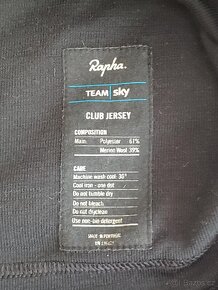 Rapha.
TEAM sky
CLUB JERSEY
COMPOSITION
Main: Polyester 61%
Merino Wool 39%
CARE
Machine wash cool: 30°
Cool iron - one dot
Do not tumble dry
Do not bleach.
Do not dryclean
Use non-bio detergent
MADE IN PORTUGAL